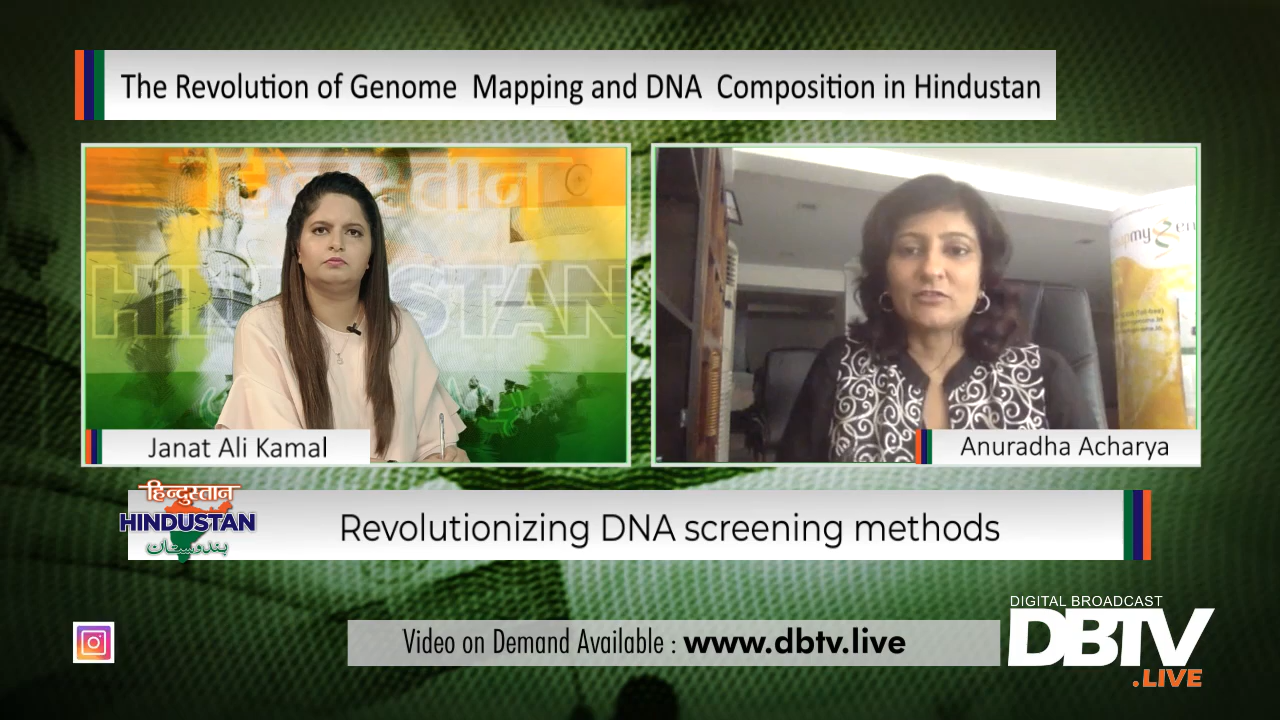 The Revolution of Genome Mapping and DNA Composition in Hindustan
हिन्दुस्तान
HINDUSTAN
Janat Ali Kamal
Anuradha Acharya
हिन्दुस्तान
HINDUSTAN
ہندوستان
Revolutionizing DNA screening methods
Video on Demand Available : www.dbtv.live
DIGITAL BROADCAST
DBTV
.LIVE